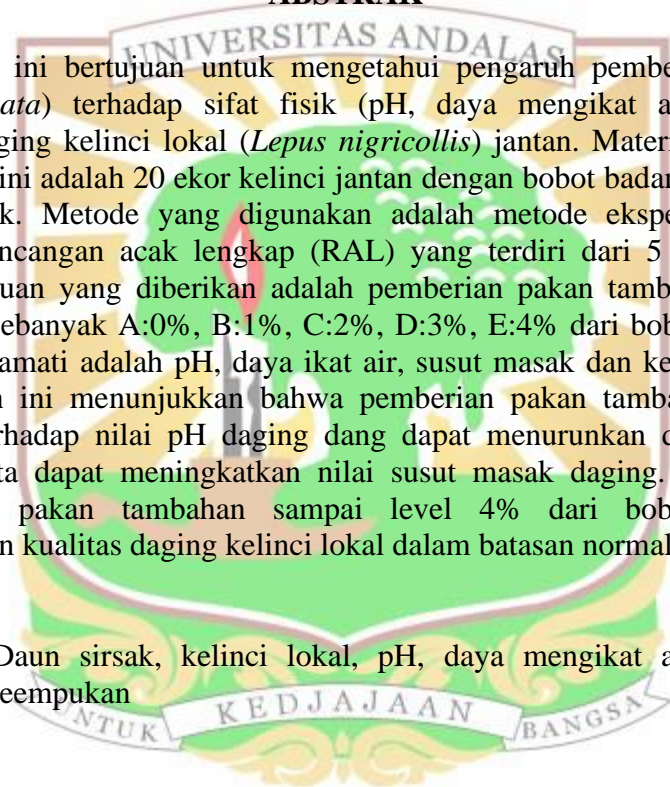 ABSTRAK
UNIVERSITAS ANDALAS
ini bertujuan untuk mengetahui pengaruh pembe
ata) terhadap sifat fisik (pH, daya mengikat a
ging kelinci lokal (Lepus nigricollis) jantan. Mater
ini adalah 20 ekor kelinci jantan dengan bobot badan
k. Metode yang digunakan adalah metode ekspe
ncangan acak lengkap (RAL) yang terdiri dari 5
uan yang diberikan adalah pemberian pakan tamb
ebanyak A:0%, B:1%, C:2%, D:3%, E:4% dari bob
amati adalah pH, daya ikat air, susut masak dan ke
n ini menunjukkan bahwa pemberian pakan tamba
rhadap nilai pH daging dang dapat menurunkan d
ta dapat meningkatkan nilai susut masak daging.
pakan tambahan sampai level 4% dari bob
n kualitas daging kelinci lokal dalam batasan normal
Daun sirsak, kelinci lokal, pH, daya mengikat a
eempukan
UNTUK KEDJAJAAN BANGSA